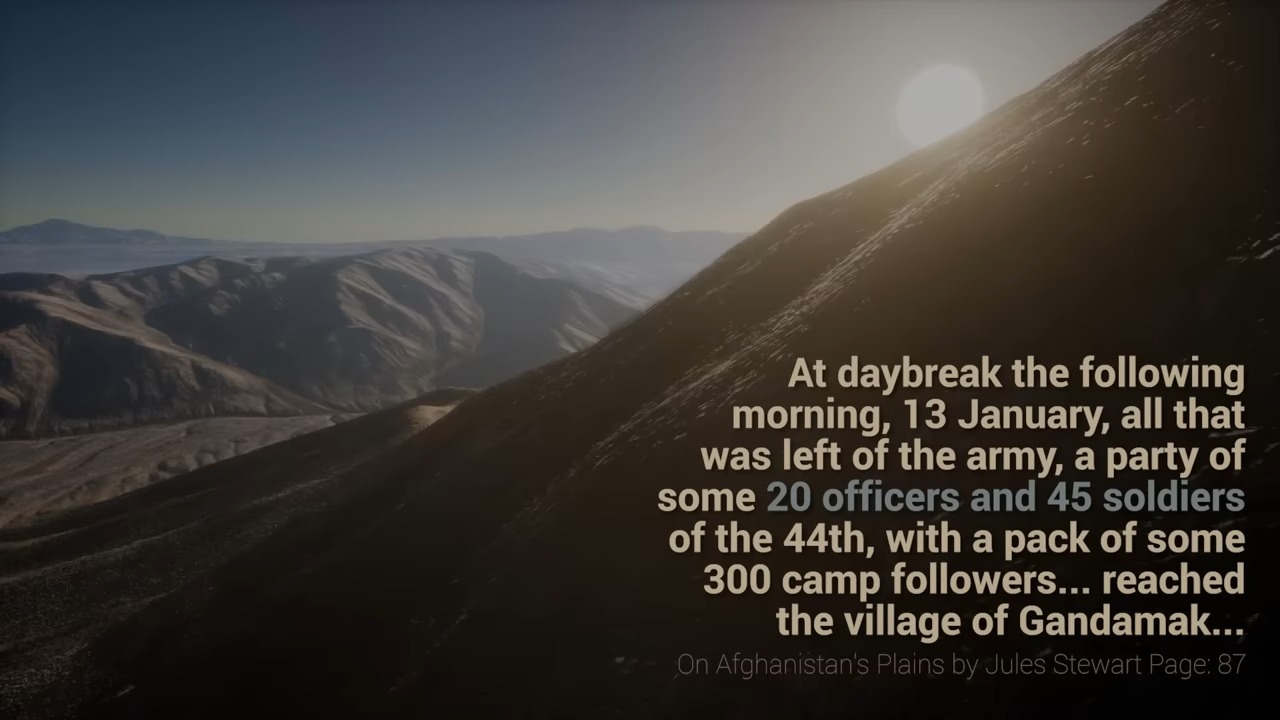 At daybreak the following
morning, 13 January, all that
was left of the army, a party of
some 20 officers and 45 soldiers
of the 44th, with a pack of some
300 camp followers... reached
the village of Gandamak...
On Afghanistan's Plains by Jules Stewart Page: 87